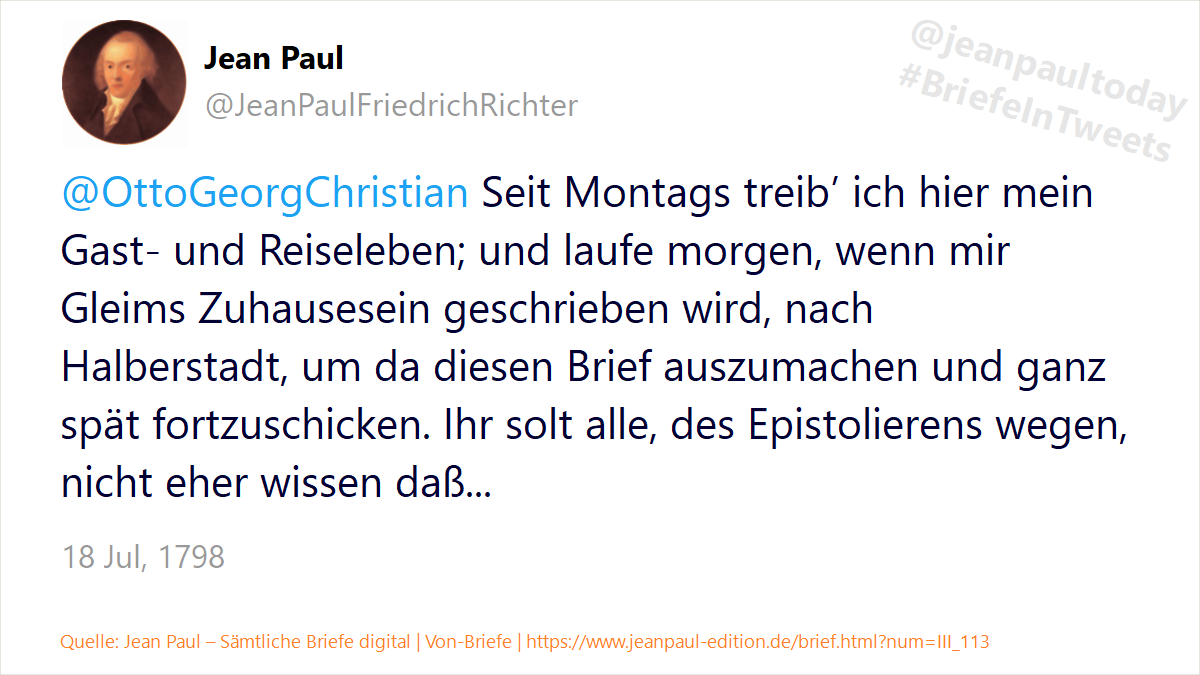 Jean Paul
@JeanPaulFriedrichRichter
@jeanpaultoday
#BriefeInTweets
@OttoGeorgChristian Seit Montags treib’ ich hier mein
Gast- und Reiseleben; und laufe morgen, wenn mir
Gleims Zuhausesein geschrieben wird, nach
Halberstadt, um da diesen Brief auszumachen und ganz
spät fortzuschicken. Ihr solt alle, des Epistolierens wegen,
nicht eher wissen daß...
18 Jul, 1798
Quelle: Jean Paul – Sämtliche Briefe digital | Von-Briefe | https://www.jeanpaul-edition.de/brief.html?num=III_113